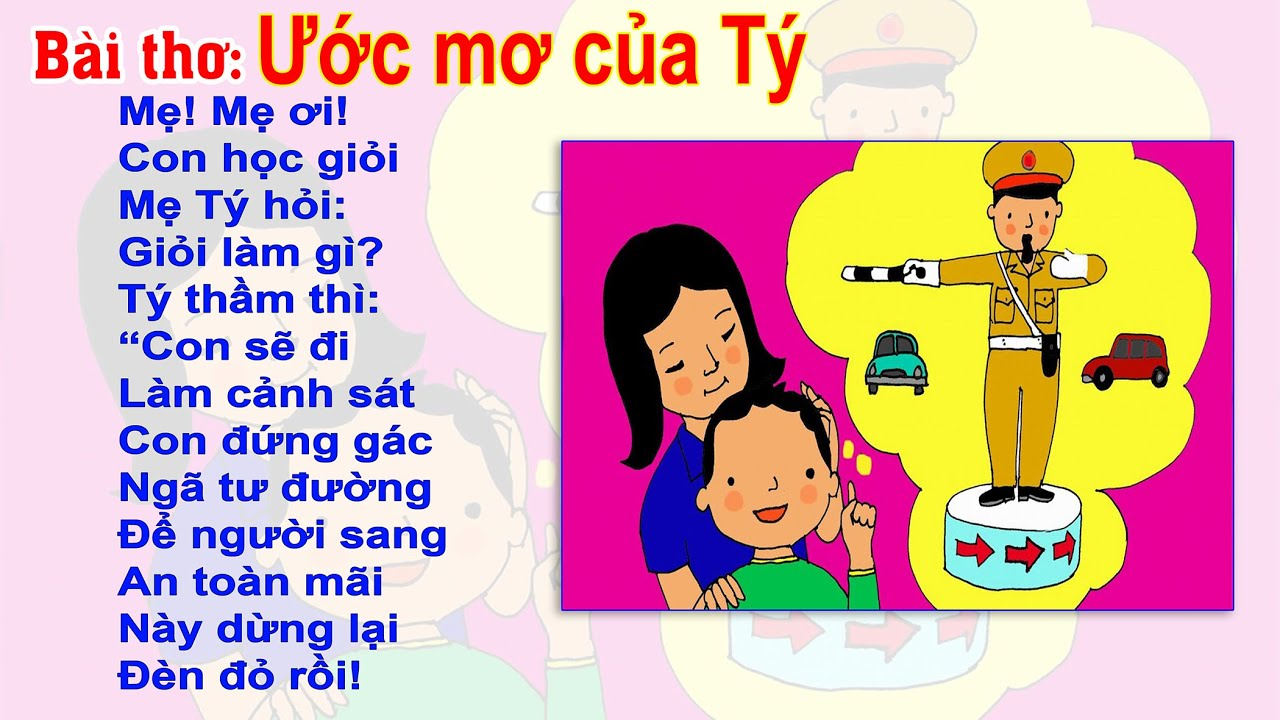 Bài thơ: Ước mơ của Tý
Mẹ! Mẹ ơi!
Con học giỏi
Mẹ Tý hỏi:
Giỏi làm gì?
Tý thầm thì:
“Con sẽ đi
Làm cảnh sát
Con đứng gác
Ngã tư đường
Để người sang
An toàn mãi
Này dừng lại
Đèn đỏ rồi!